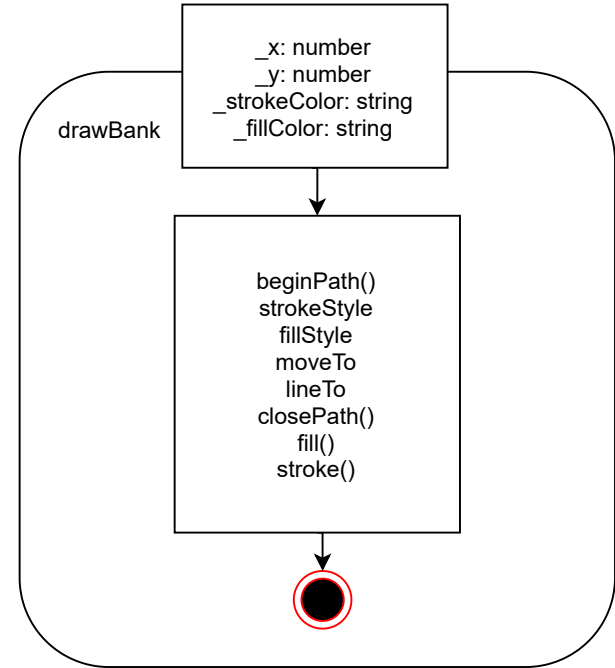 _x: number
_y: number
_strokeColor: string
_fillColor: string
drawBank
beginPath()
strokeStyle
fillStyle
moveTo
lineTo
closePath()
fill()
stroke()